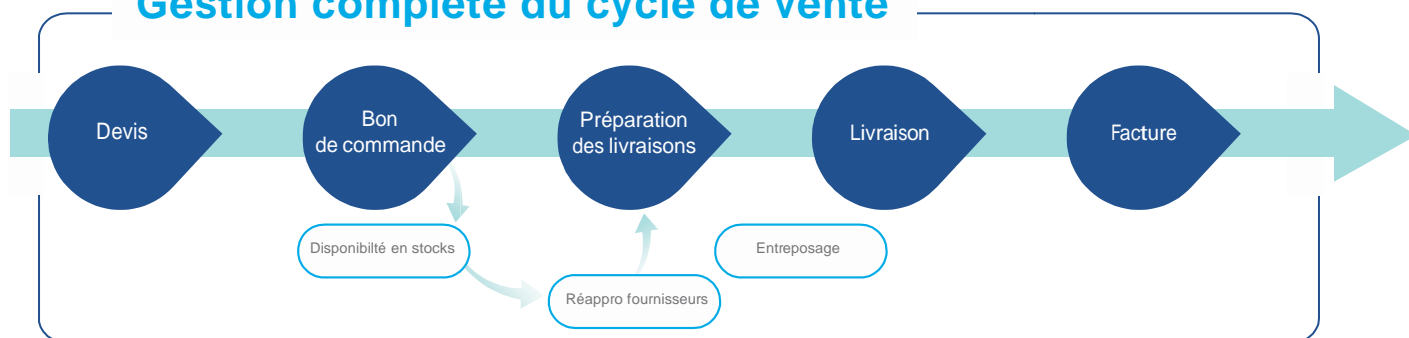 Gestion complète du cycle de vente
Devis
Bon
de commande
Préparation
des livraisons
Livraison
Facture
Disponibilté en stocks
Entreposage
Réappro fournisseurs